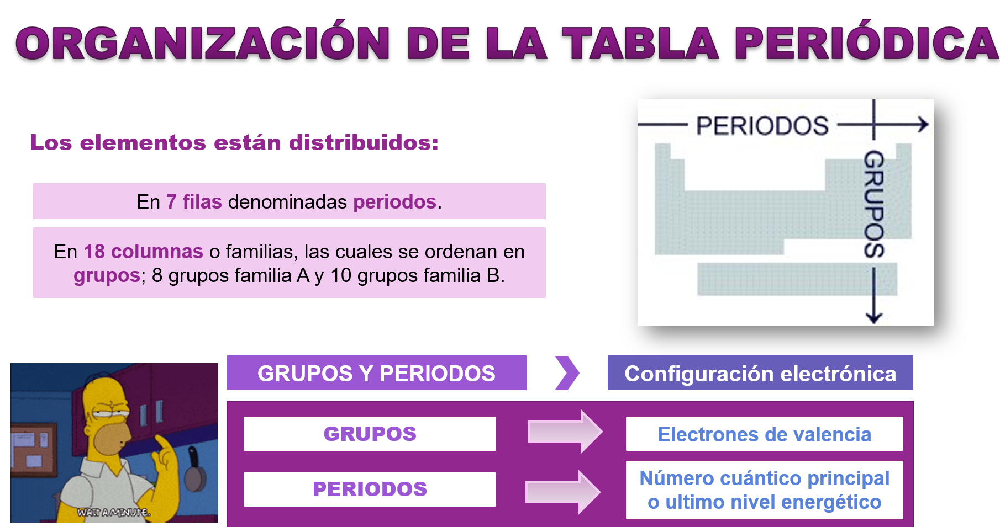 ORGANIZACIÓN DE LA TABLA PERIÓDICA
Los elementos están distribuidos:
En 7 filas denominadas periodos.
En 18 columnas o familias, las cuales se ordenan en
grupos; 8 grupos familia A y 10 grupos familia B.
PERIODOS
GRUPOS
GRUPOS Y PERIODOS
Configuración electrónica
GRUPOS
Electrones de valencia
PERIODOS
Número cuántico principal
o ultimo nivel energético
WAIT A MINUTE.